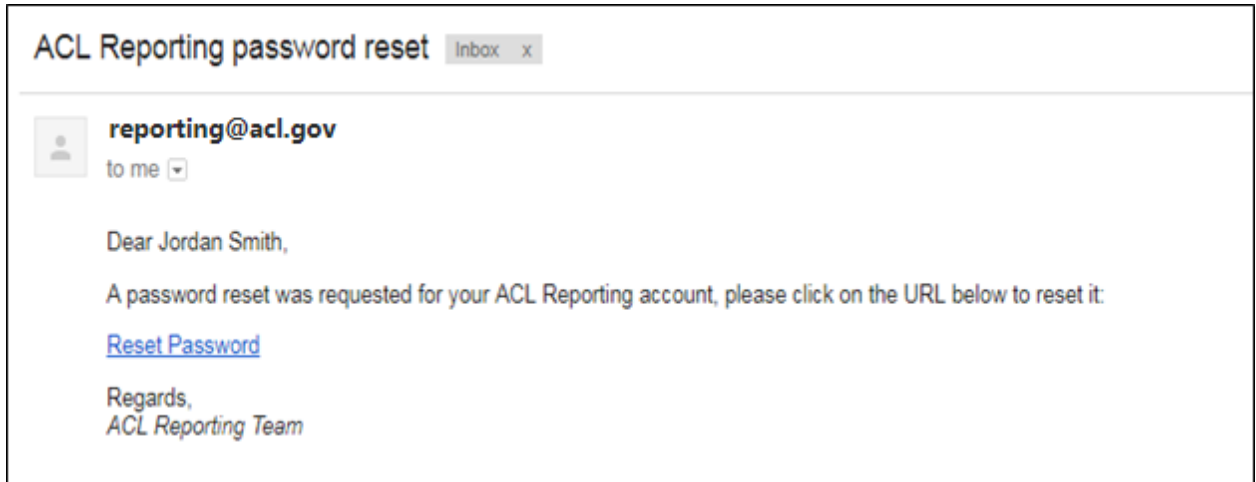 ACL Reporting password reset Inbox x
reporting@acl.gov
to me
Dear Jordan Smith,
A password reset was requested for your ACL Reporting account, please click on the URL below to reset it:
Reset Password
Regards,
ACL Reporting Team